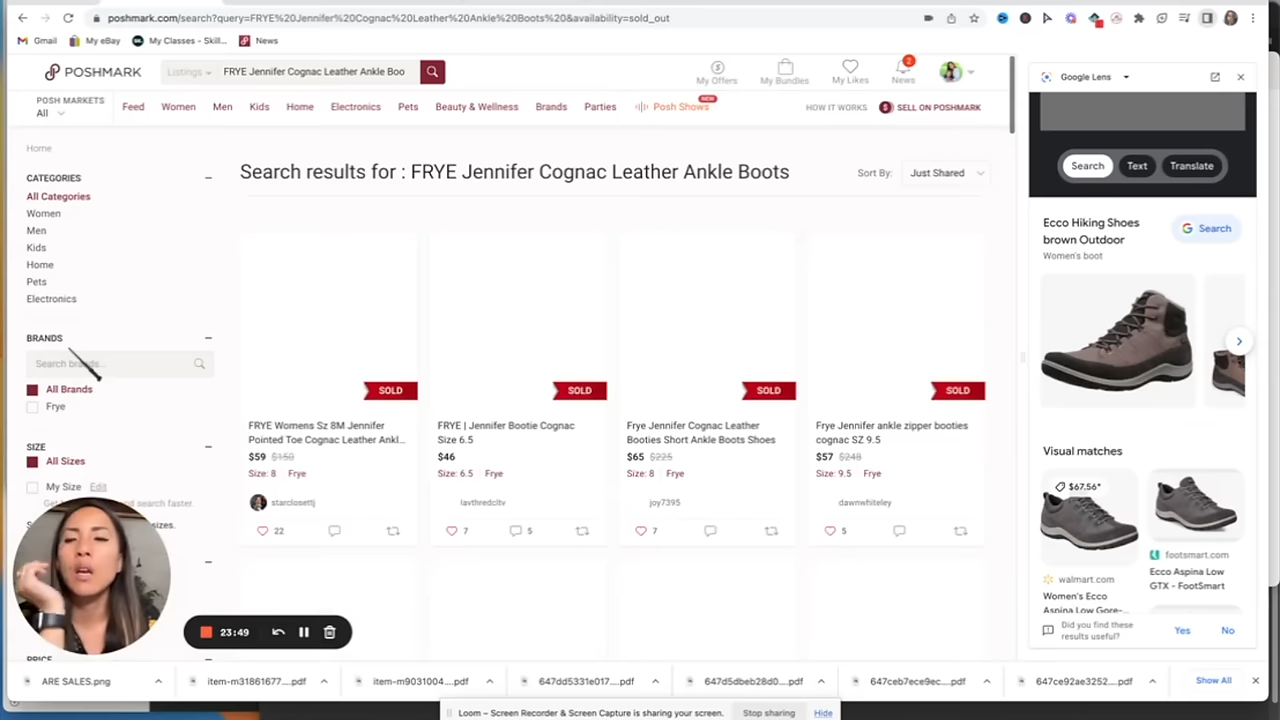 poshmark.com/search?query=FRYE%20Jennifer%20Cognac%20Leather%20Ankle%20Boots%20&availability=sold_out
Gmail
My eBay
My Classes - Skill...
News
POSHMARK
Listings
FRYE Jennifer Cognac Leather Ankle Boo
My Offers
My Bundles
My Likes
2
News
POSH MARKETS
All
Feed
Women
Men
Kids
Home
Electronics
Pets
Beauty & Wellness
Brands
Parties
Posh Shows
NEW
HOW IT WORKS
SELL ON POSHMARK
Home
CATEGORIES
All Categories
Women
Men
Kids
Home
Pets
Electronics
BRANDS
Search brands...
All Brands
Frye
SIZE
All Sizes
My Size Edit
and search faster.
sizes.
PRICE
Search results for : FRYE Jennifer Cognac Leather Ankle Boots
Sort By:
Just Shared
SOLD
FRYE Womens Sz 8M Jennifer
Pointed Toe Cognac Leather Ankl...
$59 $150
Size: 8 Frye
starclosettj
22
SOLD
FRYE | Jennifer Bootie Cognac
Size 6.5
$46
Size: 6.5 Frye
lavthredcltv
7
5
SOLD
Frye Jennifer Cognac Leather
Booties Short Ankle Boots Shoes
$65 $225
Size: 8 Frye
joy7395
7
SOLD
Frye Jennifer ankle zipper booties
cognac SZ 9.5
$57 $248
Size: 9.5 Frye
dawnwhiteley
5
Google Lens
Search
Text
Translate
Ecco Hiking Shoes
brown Outdoor
Women's boot
Search
Visual matches
$67.56*
walmart.com
Women's Ecco
Aspina Low Gore-
footsmart.com
Ecco Aspina Low
GTX - FootSmart
Did you find these
results useful?
Yes
No
23:49
ARE SALES.png
item-m31861677....pdf
item-m9031004....pdf
647dd5331e017....pdf
647d5dbeb28d0....pdf
647ceb7ece9ec....pdf
647ce92ae3252....pdf
Show All
Loom – Screen Recorder & Screen Capture is sharing your screen.
Stop sharing
Hide